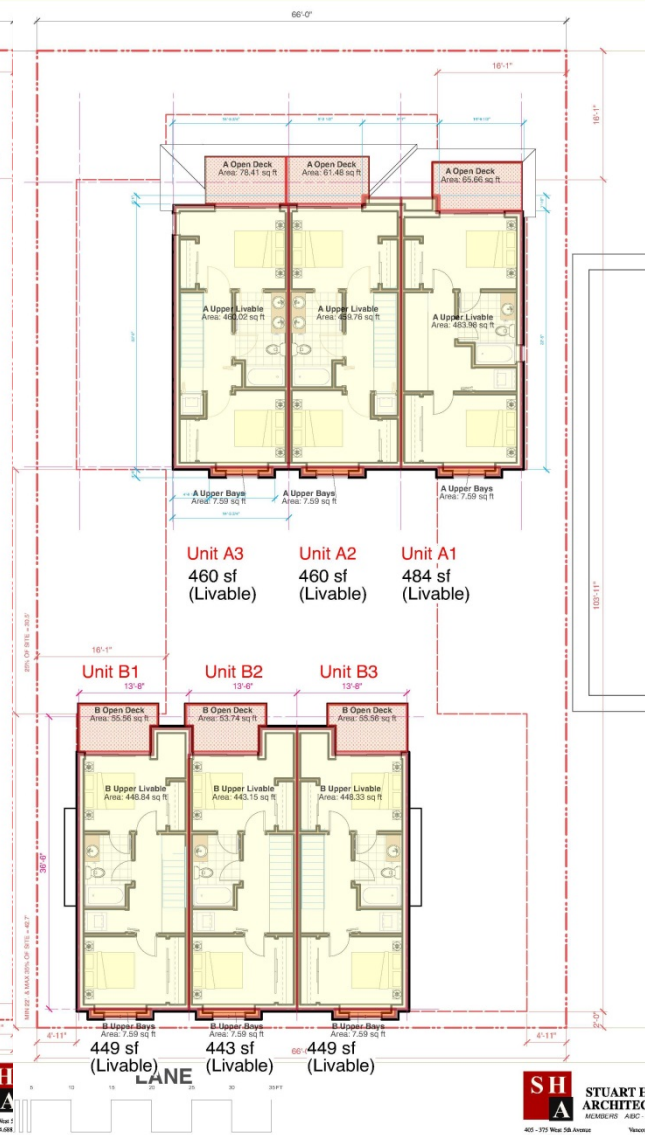 66'-0"
16'-1"
16'-1"
A Open Deck
Area: 78.41 sq ft
A Open Deck
Area: 61.48 sq ft
A Open Deck
Area: 65.66 sq ft
A Upper Livable
Area: 460.02 sq ft
A Upper Livable
Area: 459.76 sq ft
A Upper Livable
Area: 483.98 sq ft
A Upper Bays
Area: 7.59 sq ft
A Upper Bays
Area: 7.59 sq ft
A Upper Bays
Area: 7.59 sq ft
Unit A3
460 sf
(Livable)
Unit A2
460 sf
(Livable)
Unit A1
484 sf
(Livable)
103'-11"
16'-1"
Unit B1
Unit B2
Unit B3
13'-8"
13'-6"
13'-8"
B Open Deck
Area: 55.56 sq ft
B Open Deck
Area: 53.74 sq ft
B Open Deck
Area: 55.56 sq ft
B Upper Livable
Area: 448.84 sq ft
B Upper Livable
Area: 443.15 sq ft
B Upper Livable
Area: 448.33 sq ft
36'-6"
B Upper Bays
Area: 7.59 sq ft
B Upper Bays
Area: 7.59 sq ft
B Upper Bays
Area: 7.59 sq ft
449 sf
(Livable)
443 sf
(Livable)
449 sf
(Livable)
4'-11"
4'-11"
2'-0"
LANE
5 10 15 20 25 30 35 FT
SH
A
STUART H
ARCHITEC
MEMBERS AIBC -
405 - 375 West 5th Avenue
Vancou